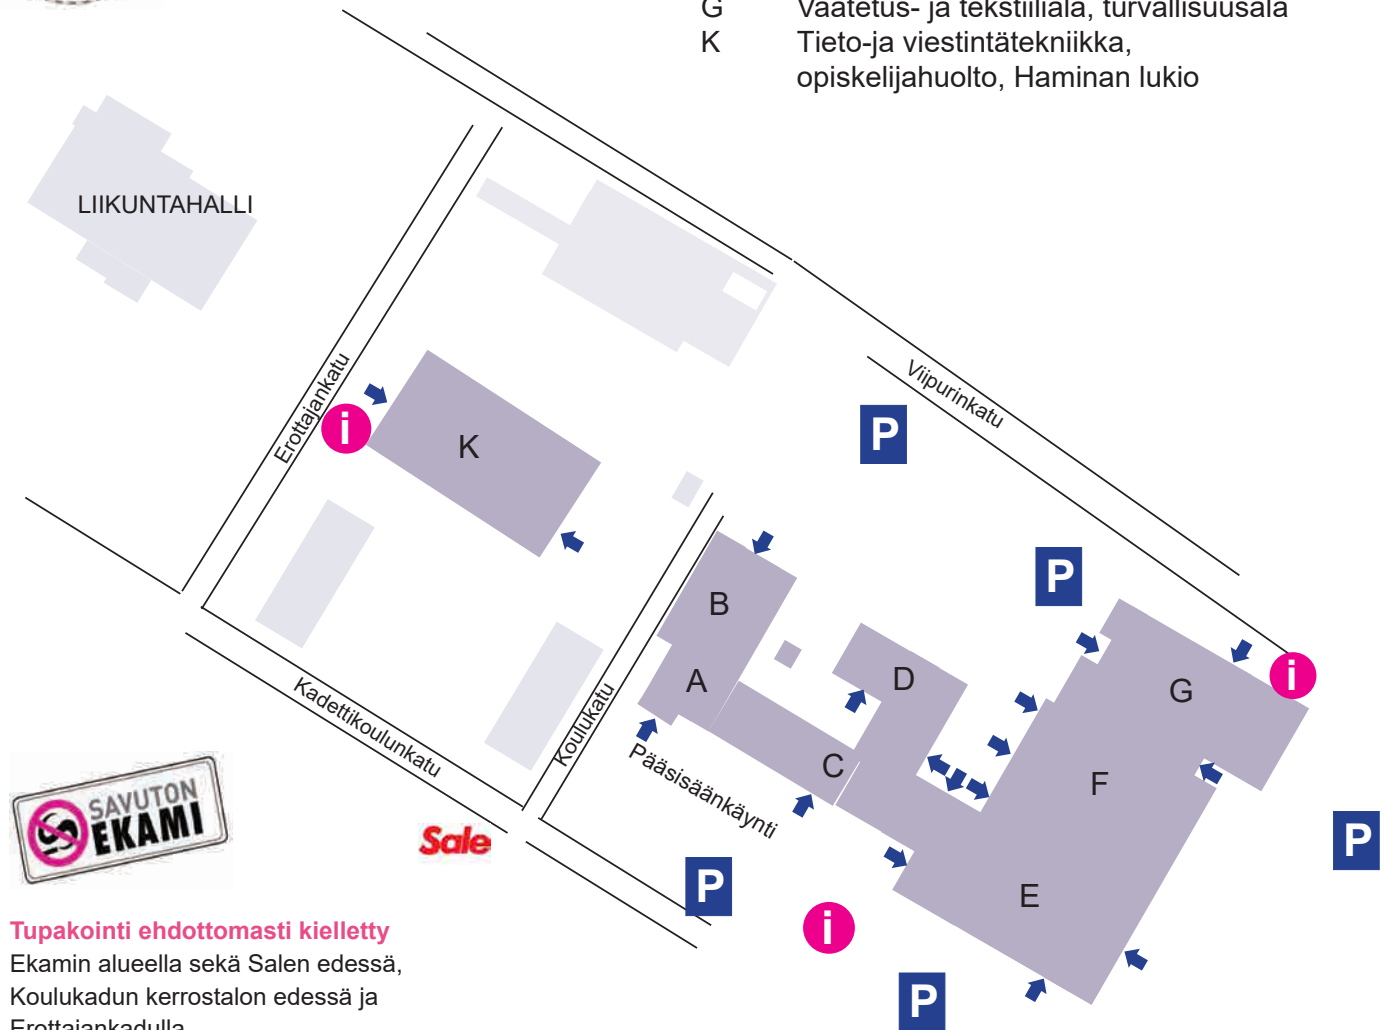 G Vaatetus- ja tekstiiliala, turvallisuusala
K Tieto-ja viestintätekniikka,
opiskelijahuolto, Haminan lukio
LIIKUNTAHALLI
Viipurinkatu
Erottajankatu
i
K
P
P
B
A
D
G
i
Kadettikoulunkatu
Koulukatu
Pääsisäänkäynti
C
F
SAVUTON
EKAMI
Sale
P
P
E
i
P
Tupakointi ehdottomasti kielletty
Ekamin alueella sekä Salen edessä,
Koulukadun kerrostalon edessä ja
Erottajankadulla